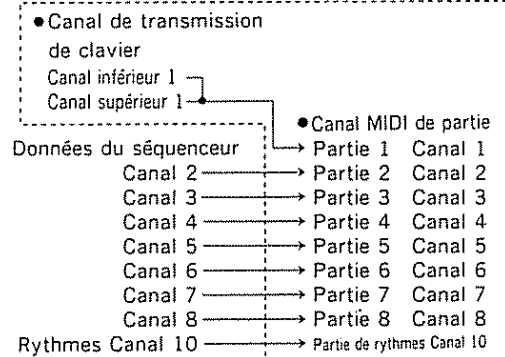 ●Canal de transmission
de clavier
Canal inférieur 1
Canal supérieur 1
●Canal MIDI de partie
Données du séquenceur
Partie 1 Canal 1
Canal 2 Partie 2 Canal 2
Canal 3 Partie 3 Canal 3
Canal 4 Partie 4 Canal 4
Canal 5 Partie 5 Canal 5
Canal 6 Partie 6 Canal 6
Canal 7 Partie 7 Canal 7
Canal 8 Partie 8 Canal 8
Rythmes Canal 10 Partie de rythmes Canal 10